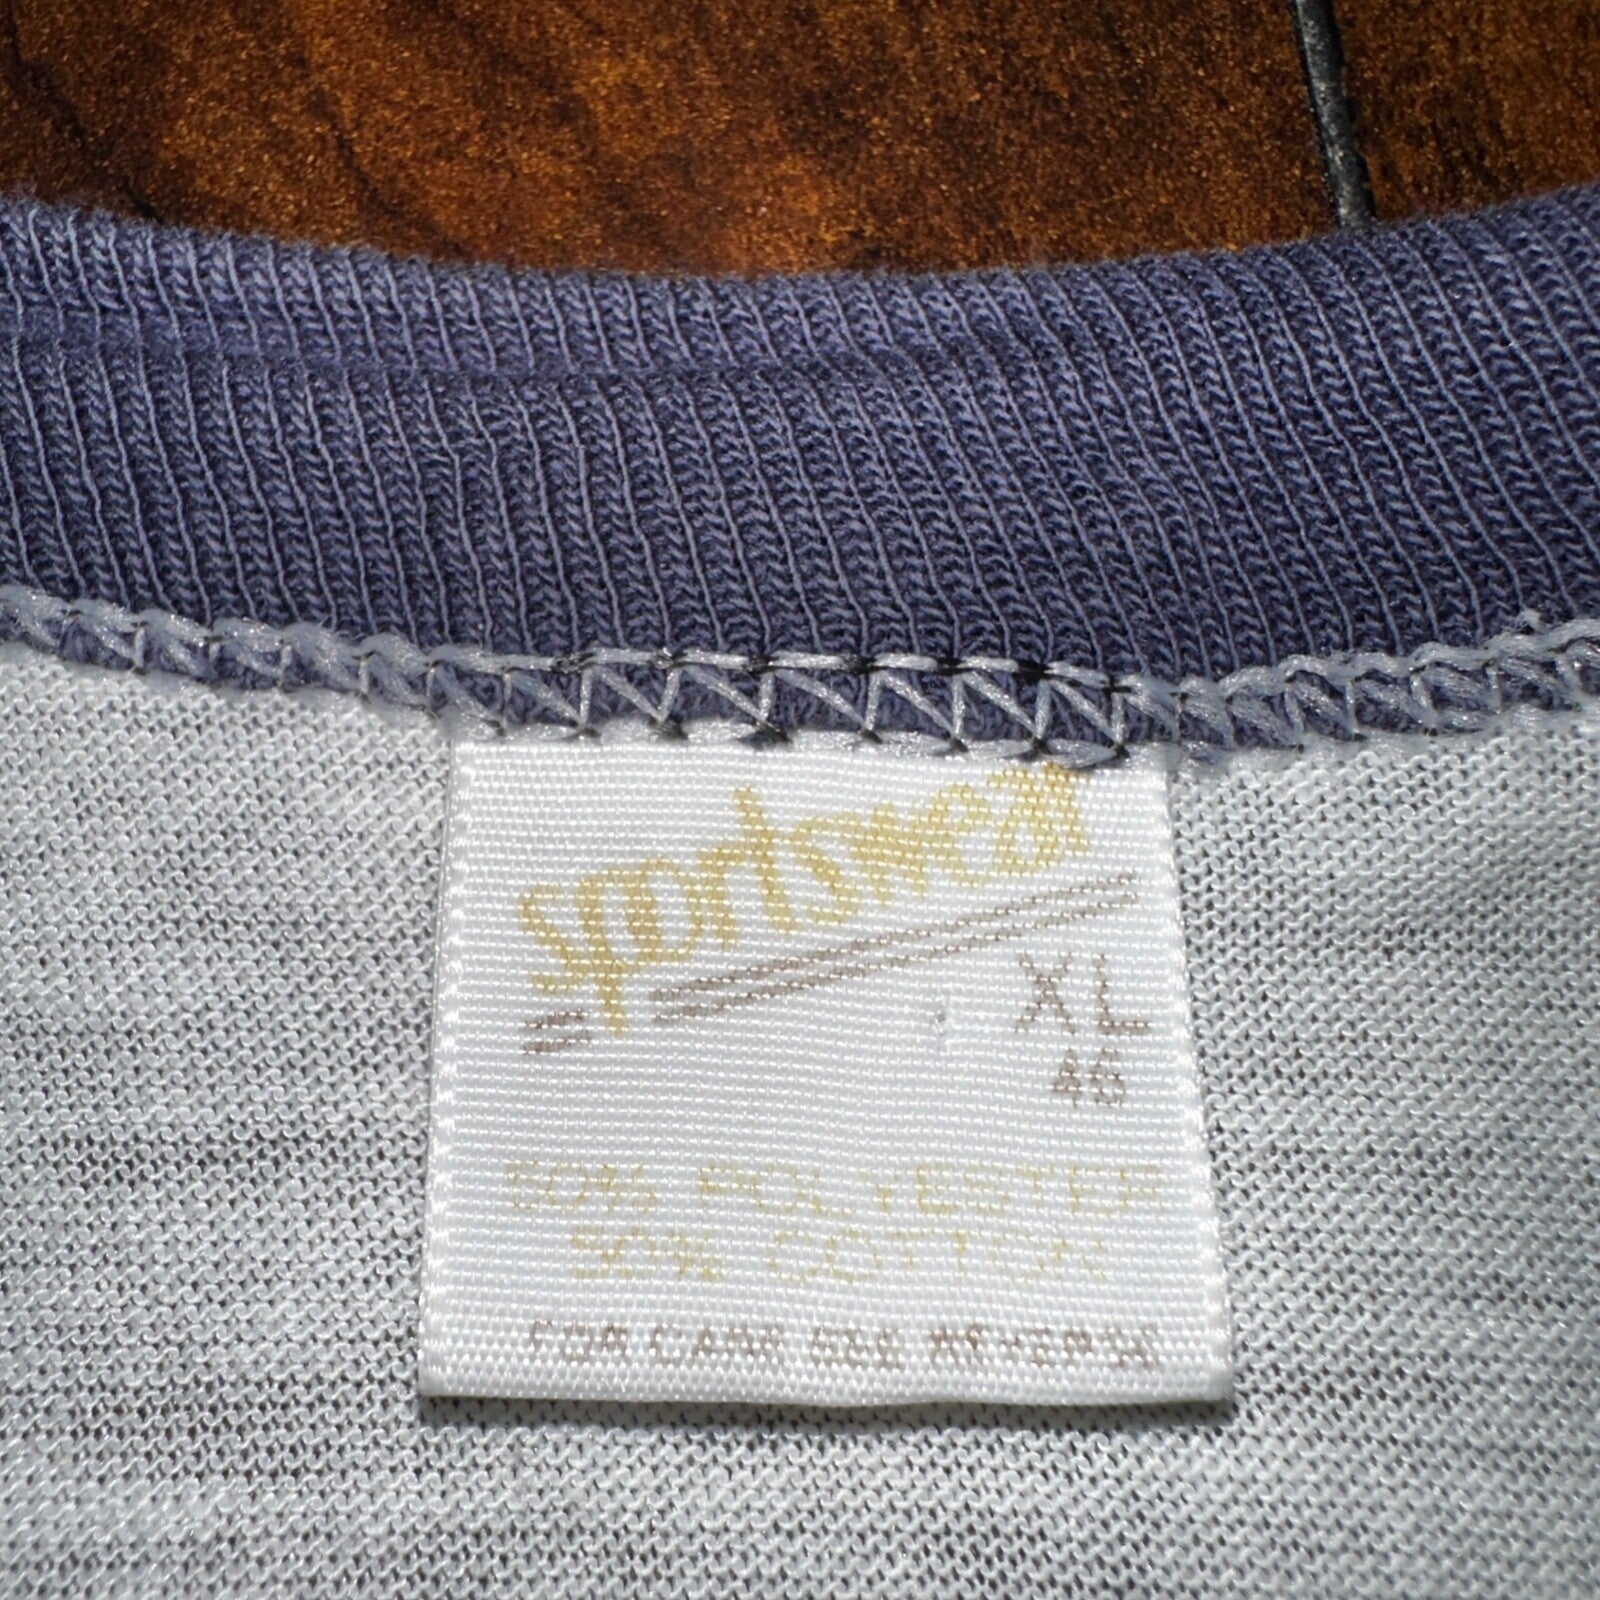 Sportswear
XL
46
50% POLYESTER
50% COTTON
FOR CARE SEE REVERSE